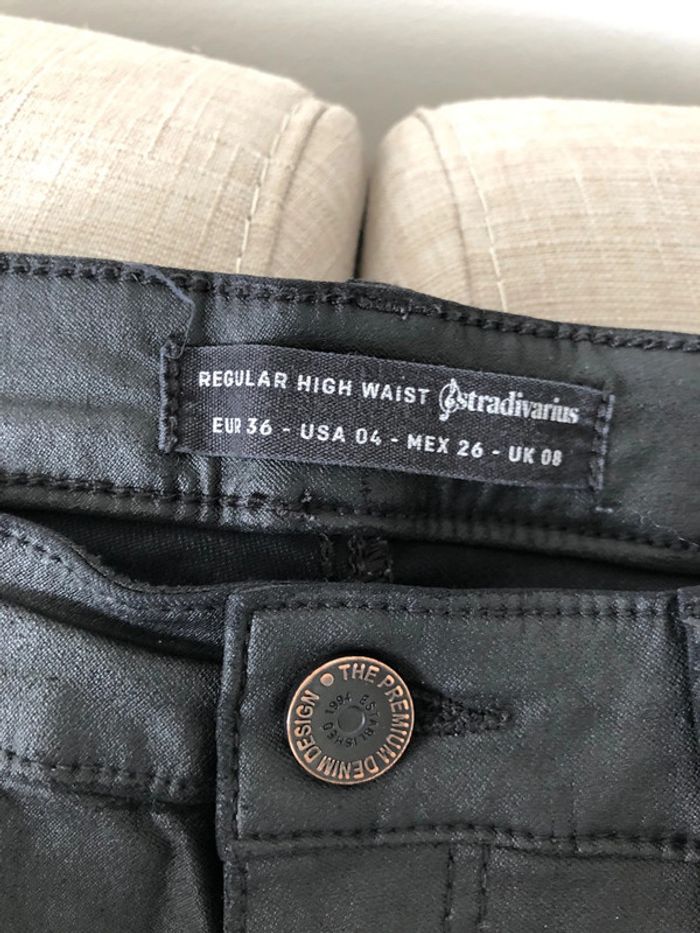 REGULAR HIGH WAIST stradivarius
EUR 36 - USA 04 - MEX 26 - UK 08
THE PREMIUM DENIM DESIGN
1994 ESTABLISHED